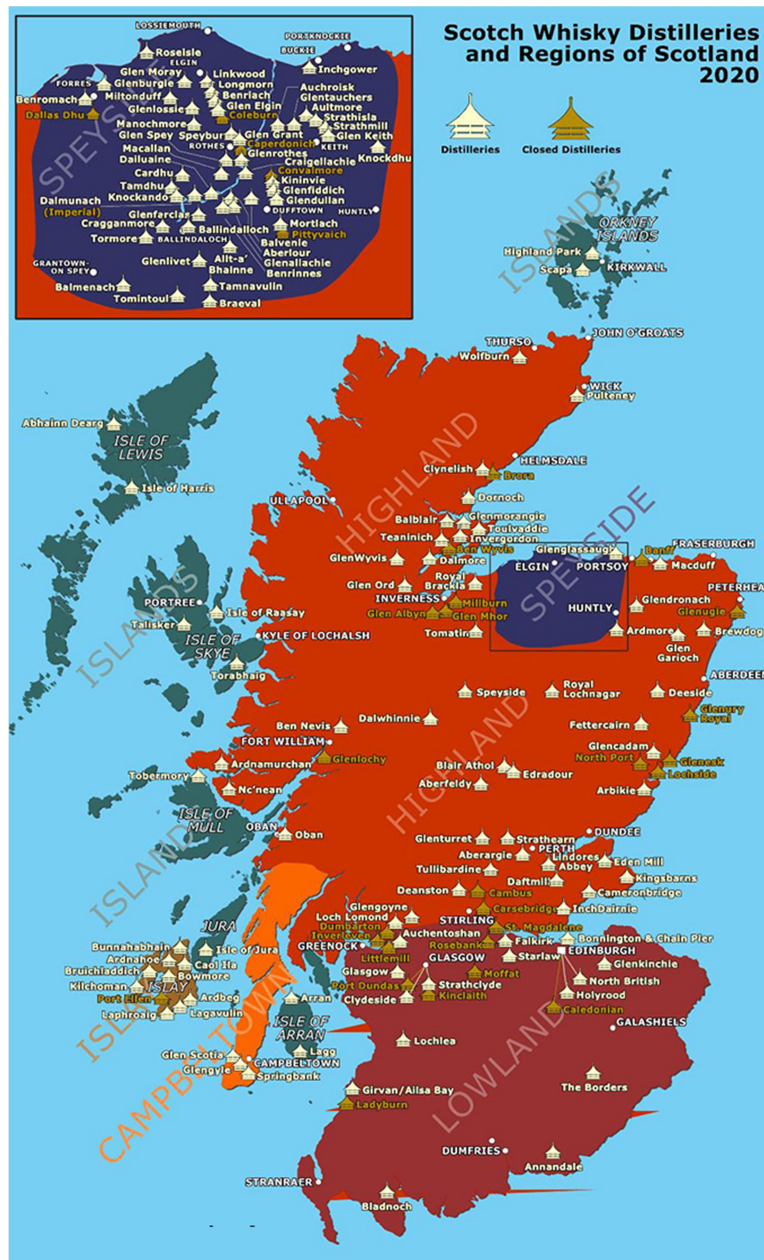 Scotch Whisky Distilleries
and Regions of Scotland
2020
Distilleries
Closed Distilleries
LOSSIEMOUTH
PORTKNOCKIE
BUCKIE
Roseisle
ELGIN
Inchgower
Glen Moray
Linkwood
FORRES
Glenburgie
Longmorn
Auchroisk
Benromach
Miltonduff
Benriach
Glentauchers
Dallas Dhu
Glenlossie
Glen Elgin
Aultmore
Coleburn
Strathisla
Manochmore
Speyburn
Glen Grant
Strathmill
Glen Spey
Caperdonich
Glen Keith
Macallan
ROTHES
Glenrothes
KEITH
Knockdhu
Dailuaine
Craigellachie
Cardhu
Convalmore
Tamdhu
Kininvie
Knockando
Glenfiddich
Dalmunach
(Imperial)
Glendullan
Glenfarclas
DUFFTOWN
HUNTLY
Cragganmore
Ballindalloch
Mortlach
Tormore
BALLINDALOCH
Pittyvaich
Balvenie
GRANTOWN-
ON SPEY
Glenlivet
Allt-a'
Bhainne
Aberlour
Glenallachie
Benrinnes
Balmenach
Tamnavulin
Tomintoul
Braeval
SPEYSIDE
ISLANDS
ORKNEY
ISLANDS
Highland Park
Scapa
KIRKWALL
JOHN O'GROATS
THURSO
Wolfburn
WICK
Pulteney
Abhainn Dearg
ISLE OF
LEWIS
HIGHLAND
HELMSDALE
Clynelish
Brora
Isle of Harris
ULLAPOOL
Dornoch
Balblair
Glenmorangie
Toulvaddie
Teaninich
Invergordon
Ben Wyvis
SPEYSIDE
GlenWyvis
Dalmore
Glenglassaugh
Banff
FRASERBURGH
ELGIN
PORTSOY
Macduff
Glen Ord
Royal
Brackla
PETERHEA
INVERNESS
Millburn
HUNTLY
Glendronach
Glen Albyn
Glen Mhor
Glenugie
Tomatin
Ardmore
Brewdog
Glen
Garioch
ISLANDS
PORTREE
Isle of Raasay
Talisker
ISLE OF
SKYE
KYLE OF LOCHALSH
Torabhaig
ABERDEEN
Speyside
Royal
Lochnagar
Deeside
HIGHLAND
Ben Nevis
Dalwhinnie
Fettercairn
Glenury
Royal
FORT WILLIAM
Glenlochy
Glencadam
North Port
Glenesk
Lochside
Ardnamurchan
Blair Athol
Edradour
Tobermory
Aberfeldy
Arbikie
Nc'nean
ISLE OF
MULL
OBAN
Oban
ISLANDS
Glenturret
Strathearn
DUNDEE
Aberargie
PERTH
Lindores
Abbey
Eden Mill
Tullibardine
Daftmill
Kingsbarns
Deanston
Cambus
Cameronbridge
Glengoyne
Carsebridge
InchDairnie
Loch Lomond
STIRLING
Dumbarton
St. Magdalene
Inverleven
Auchentoshan
Rosebank
Falkirk
Bonnington & Chain Pier
GREENOCK
Littlemill
GLASGOW
Starlaw
EDINBURGH
Glenkinchie
Glasgow
Moffat
North British
Port Dundas
Strathclyde
Holyrood
Clydeside
Kinclaith
Caledonian
JURA
Bunnahabhain
Isle of Jura
Ardnahoe
Caol Ila
Bruichladdich
Bowmore
Kilchoman
ISLAY
Port Ellen
Ardbeg
Lagavulin
Laphroaig
ISLAY
CAMPBELTOWN
Arran
ISLE OF
ARRAN
Lagg
Glen Scotia
CAMPBELTOWN
Glengyle
Springbank
GALASHIELS
Lochlea
LOWLAND
Girvan/Ailsa Bay
The Borders
Ladyburn
DUMFRIES
Annandale
STRANRAER
Bladnoch